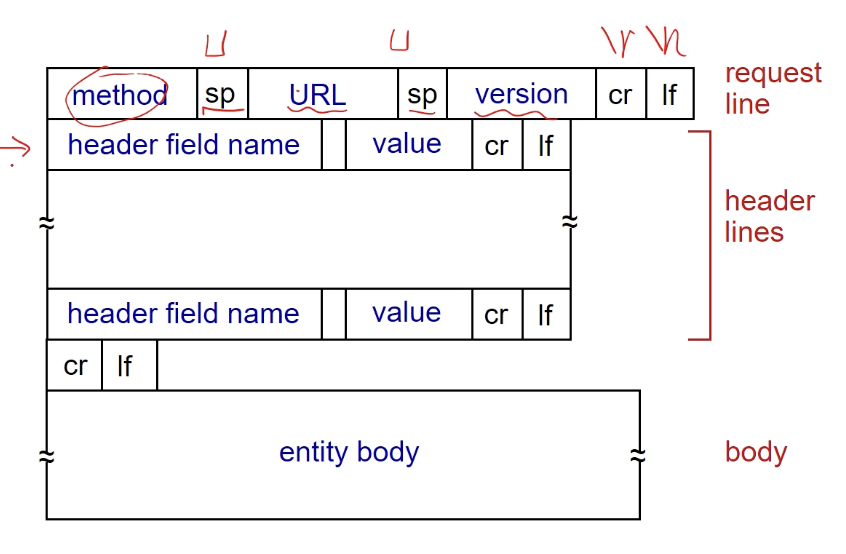 ⊔ ⊔ \r \n
method sp URL sp version cr lf request
line
header field name value cr lf
header
lines
header field name value cr lf
cr lf
entity body body